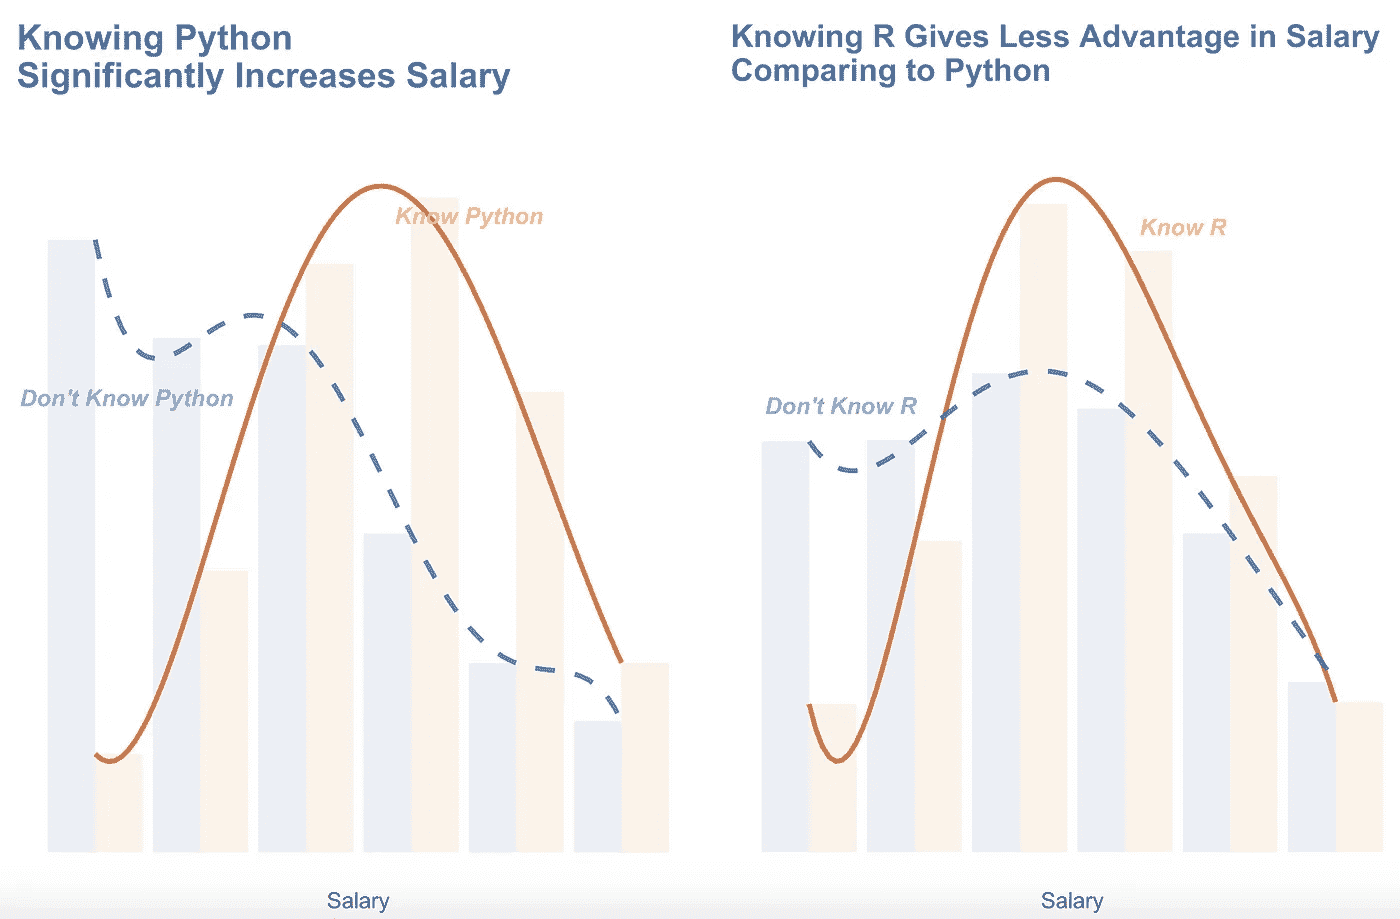 Knowing Python
Significantly Increases Salary
Know Python
Don't Know Python
Salary
Knowing R Gives Less Advantage in Salary
Comparing to Python
Know R
Don't Know R
Salary